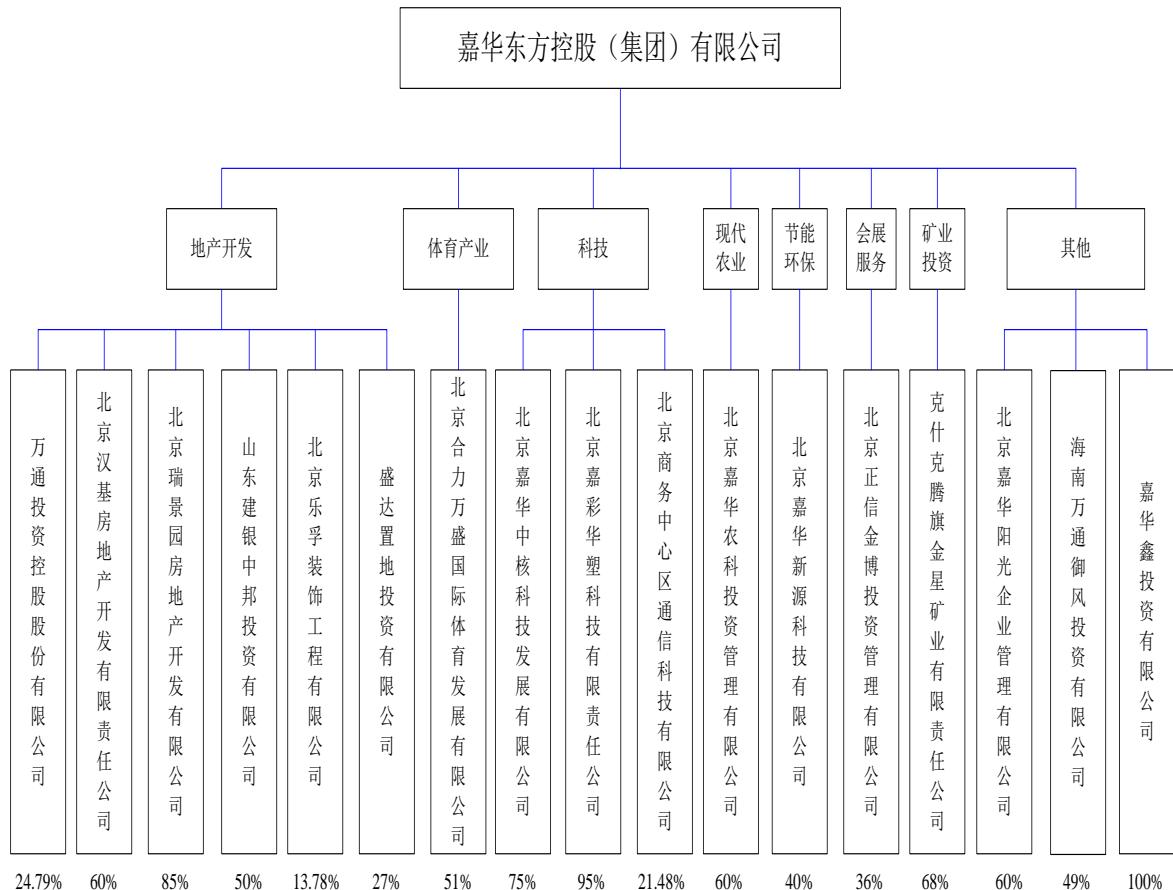 嘉华东方控股（集团）有限公司
地产开发
体育产业
科技
现代
农业
节能
环保
会展
服务
矿业
投资
其他
万通投资控股股份有限公司
北京汉基房地产开发有限责任公司
北京瑞景园房地产开发有限公司
山东建银中邦投资有限公司
北京乐孚装饰工程有限公司
盛达置地投资有限公司
北京合力万盛国际体育发展有限公司
北京嘉华中核科技发展有限公司
北京嘉彩华塑科技有限责任公司
北京商务中心区通信科技有限公司
北京嘉华农科投资管理有限公司
北京嘉华新源科技有限公司
北京正信金博投资管理有限公司
克什克腾旗金星矿业有限责任公司
北京嘉华阳光企业管理有限公司
海南万通御风投资有限公司
嘉华鑫投资有限公司
24.79% 60% 85% 50% 13.78% 27% 51% 75% 95% 21.48% 60% 40% 36% 68% 60% 49% 100%